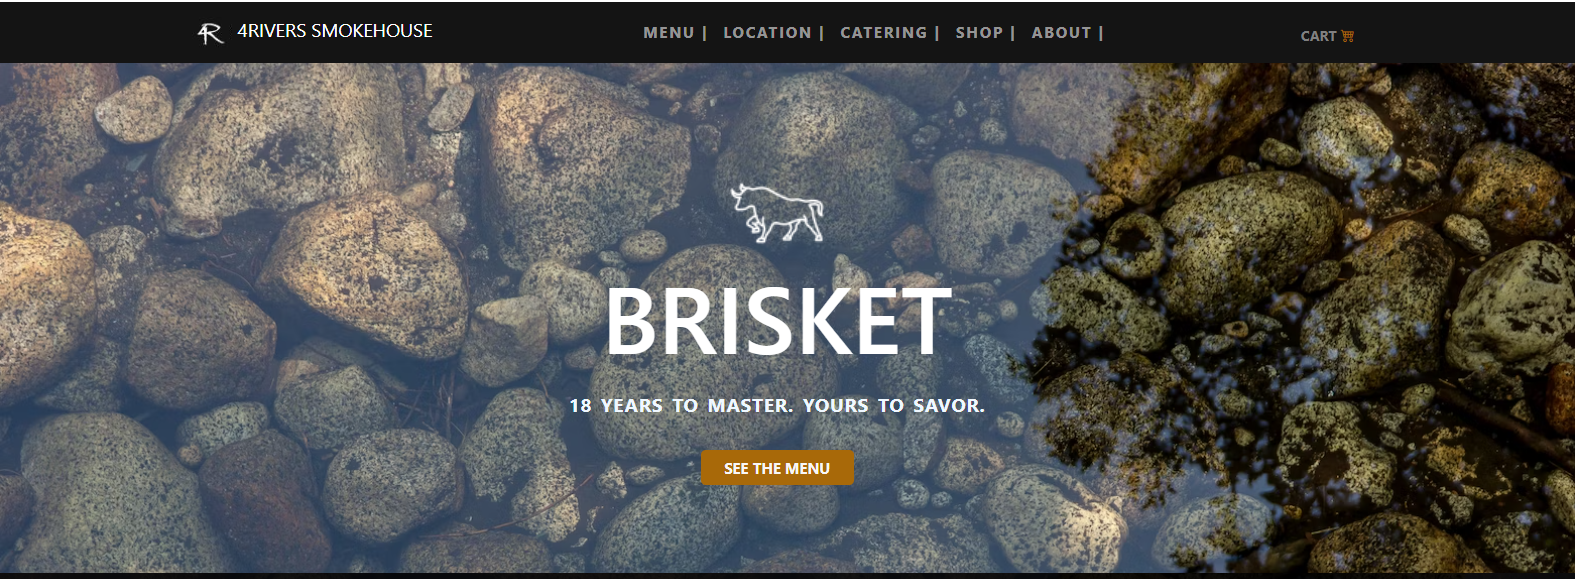 4R 4RIVERS SMOKEHOUSE
MENU | LOCATION | CATERING | SHOP | ABOUT |
CART
BRISKET
18 YEARS TO MASTER. YOURS TO SAVOR.
SEE THE MENU